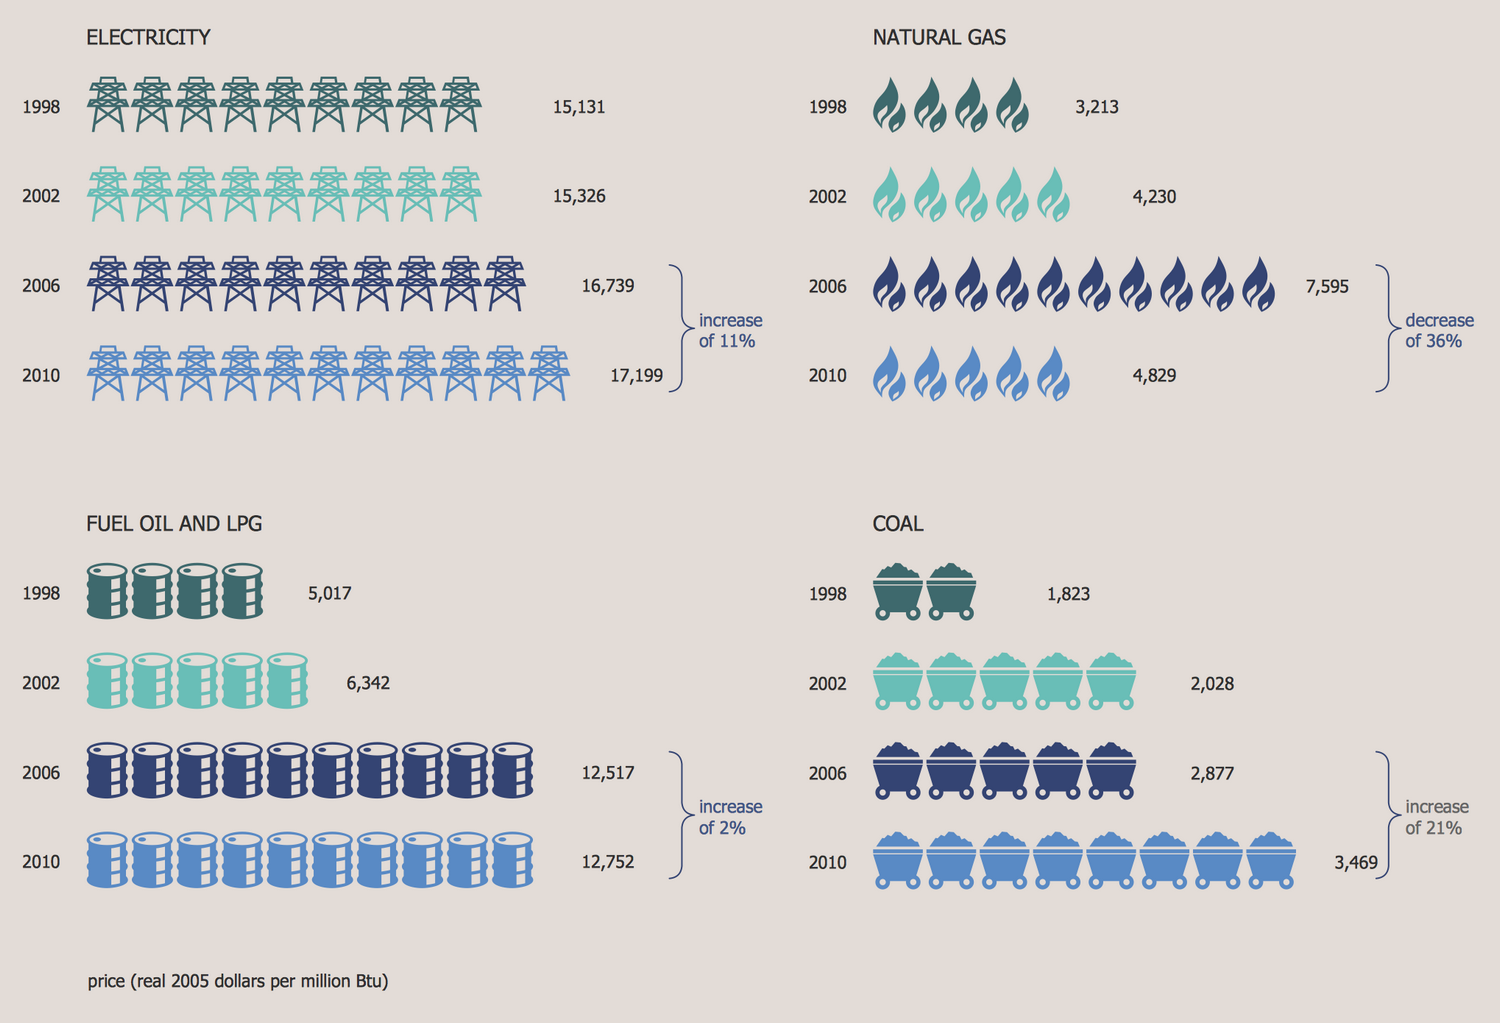 ELECTRICITY
1998 15,131
2002 15,326
2006 16,739
2010 17,199
increase
of 11%
NATURAL GAS
1998 3,213
2002 4,230
2006 7,595
2010 4,829
decrease
of 36%
FUEL OIL AND LPG
1998 5,017
2002 6,342
2006 12,517
2010 12,752
increase
of 2%
COAL
1998 1,823
2002 2,028
2006 2,877
2010 3,469
increase
of 21%
price (real 2005 dollars per million Btu)